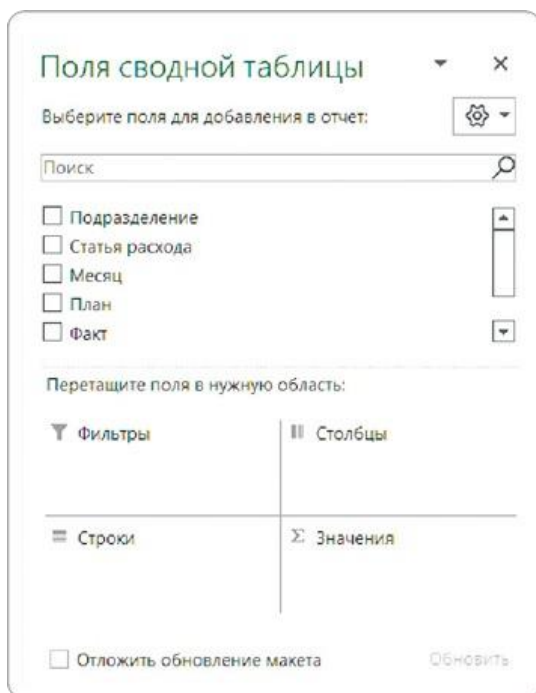 Поля сводной таблицы
Выберите поля для добавления в отчет:
Поиск
Подразделение
Статья расхода
Месяц
План
Факт
Перетащите поля в нужную область:
Фильтры
Столбцы
Строки
Σ Значения
Отложить обновление макета
Обновить